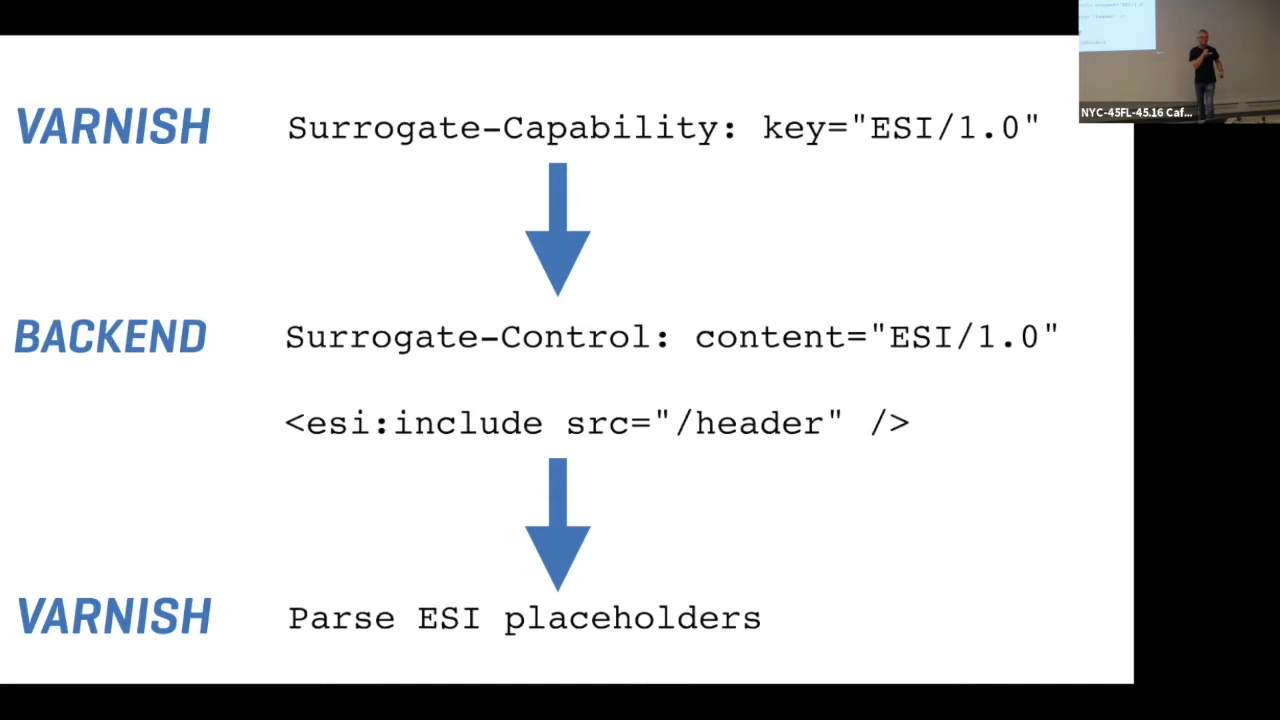 VARNISH Surrogate-Capability: key="ESI/1.0"
BACKEND Surrogate-Control: content="ESI/1.0"
<esi:include src="/header" />
VARNISH Parse ESI placeholders
NYC-45FL-45.16 Caf...